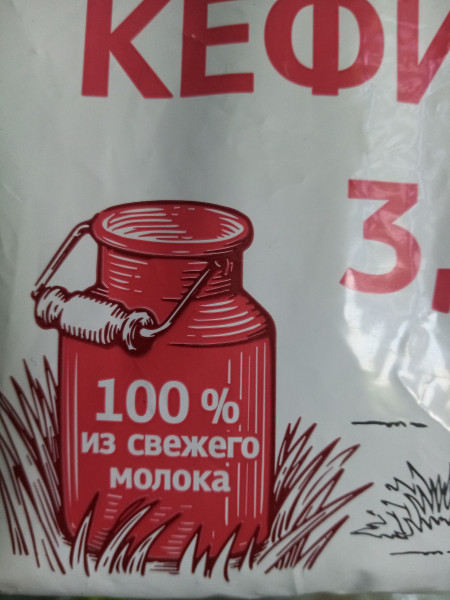 КЕФИ
3,
100 %
из свежего
молока